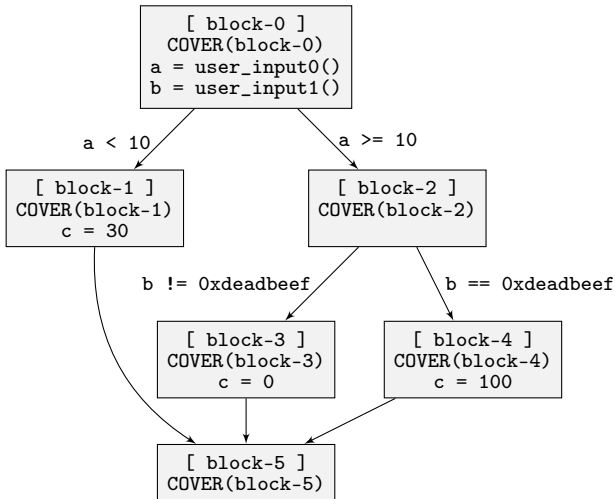 [ block-0 ]
COVER(block-0)
a = user_input0()
b = user_input1()
a < 10
a >= 10
[ block-1 ]
COVER(block-1)
c = 30
[ block-2 ]
COVER(block-2)
b != 0xdeadbeef
b == 0xdeadbeef
[ block-3 ]
COVER(block-3)
c = 0
[ block-4 ]
COVER(block-4)
c = 100
[ block-5 ]
COVER(block-5)